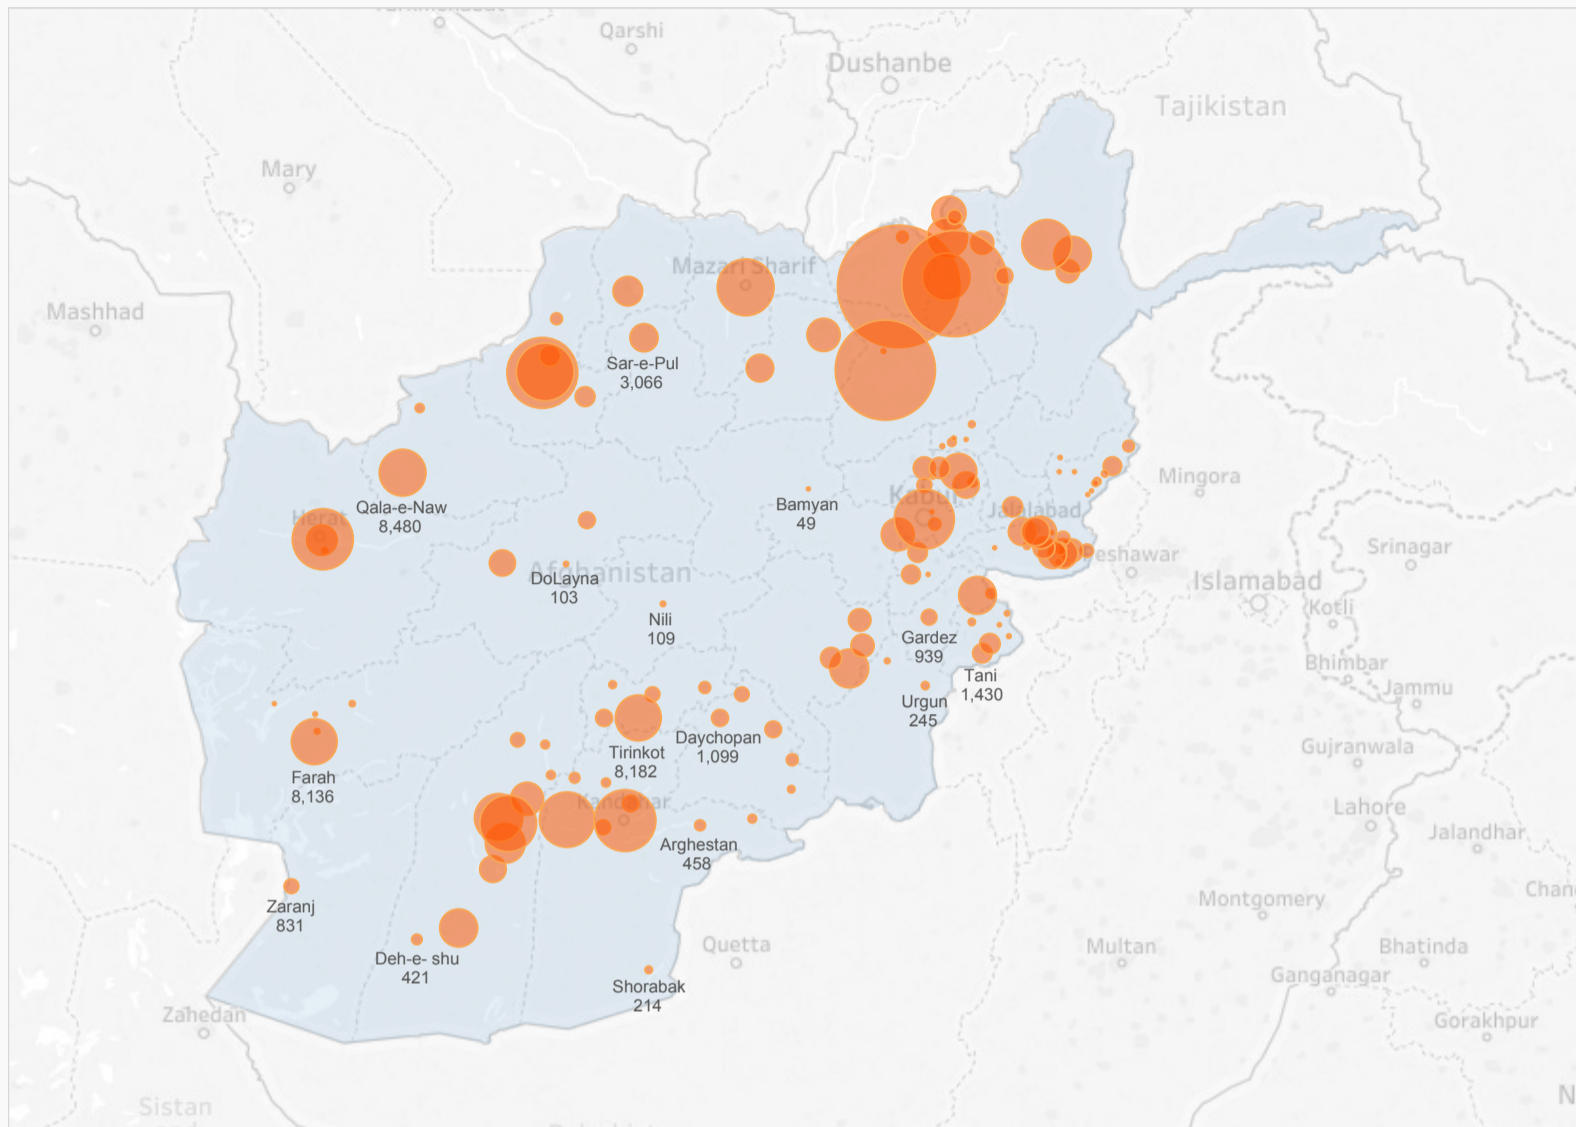 Qarshi
Dushanbe
Tajikistan
Mary
Mazari Sharif
Mashhad
Sar-e-Pul
3,066
Mingora
Qala-e-Naw
8,480
Herat
Bamyan
49
Kabul
Jalalabad
Peshawar
Srinagar
Afghanistan
DoLayna
103
Islamabad
Kotli
Nili
109
Gardez
939
Bhimbar
Tani
1,430
Jammu
Urgun
245
Tirinkot
8,182
Daychopan
1,099
Gujranwala
Farah
8,136
Kandahar
Lahore
Jalandhar
Arghestan
458
Zaranj
831
Montgomery
Chan
Deh-e- shu
421
Quetta
Multan
Bhatinda
Ganganagar
Shorabak
214
Zahedan
Gorakhpur
Sistan
N